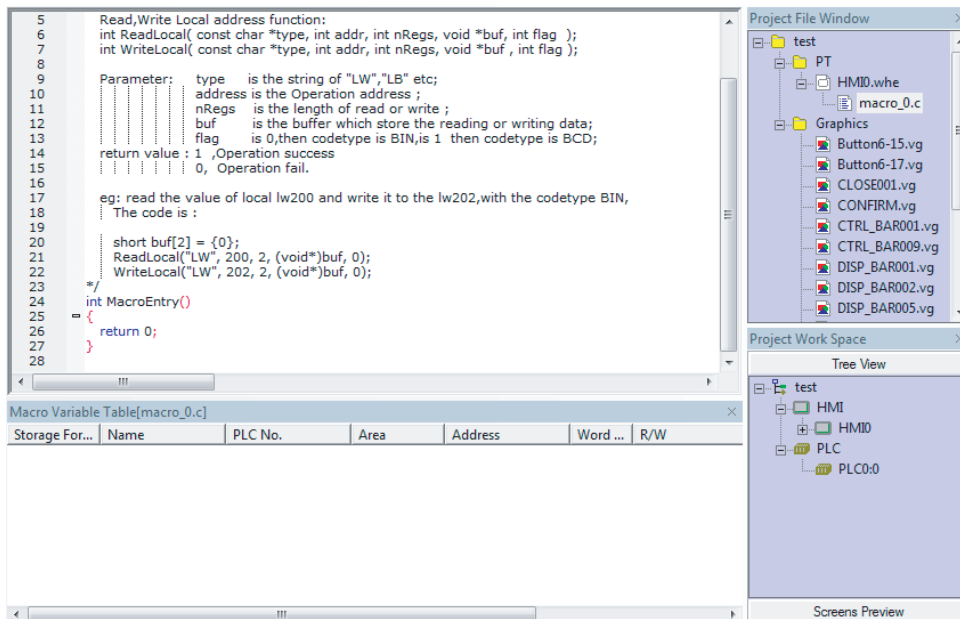 5 Read,Write Local address function:
6 int ReadLocal( const char *type, int addr, int nRegs, void *buf, int flag );
7 int WriteLocal( const char *type, int addr, int nRegs, void *buf , int flag );
8
9 Parameter: type is the string of "LW","LB" etc;
10 address is the Operation address ;
11 nRegs is the length of read or write ;
12 buf is the buffer which store the reading or writing data;
13 flag is 0,then codetype is BIN,is 1 then codetype is BCD;
14 return value : 1 ,Operation success
15 0, Operation fail.
16
17 eg: read the value of local lw200 and write it to the lw202,with the codetype BIN,
18 The code is :
19
20 short buf[2] = {0};
21 ReadLocal("LW", 200, 2, (void*)buf, 0);
22 WriteLocal("LW", 202, 2, (void*)buf, 0);
23 */
24 int MacroEntry()
25 {
26 return 0;
27 }
28
Macro Variable Table[macro_0.c]
Storage For... Name PLC No. Area Address Word ... R/W
Project File Window
test
PT
HMI0.whe
macro_0.c
Graphics
Button6-15.vg
Button6-17.vg
CLOSE001.vg
CONFIRM.vg
CTRL_BAR001.vg
CTRL_BAR009.vg
DISP_BAR001.vg
DISP_BAR002.vg
DISP_BAR005.vg
Project Work Space
Tree View
test
HMI
HMI0
PLC
PLC0:0
Screens Preview